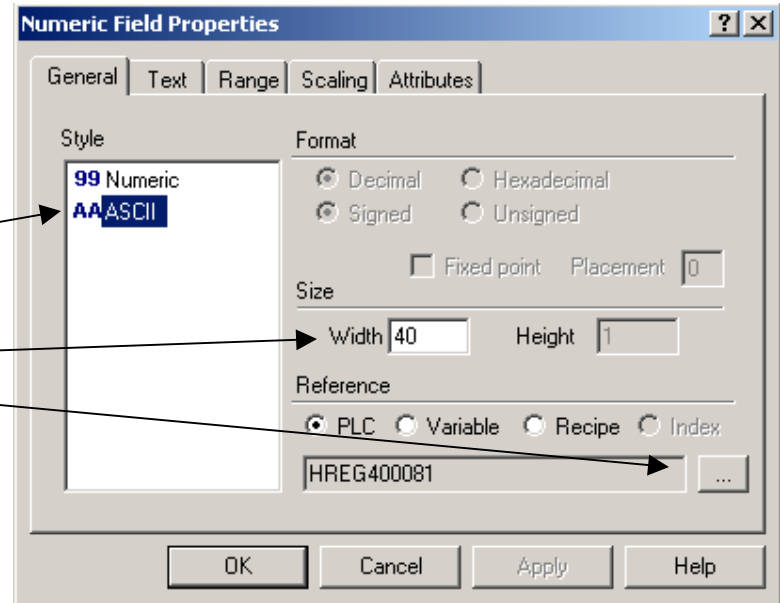 Numeric Field Properties
? ×
General Text Range Scaling Attributes
Style
99 Numeric
AA ASCII
Format
Decimal Hexadecimal
Signed Unsigned
Fixed point Placement 0
Size
Width 40 Height 1
Reference
PLC Variable Recipe Index
HREG400081 ...
OK Cancel Apply Help